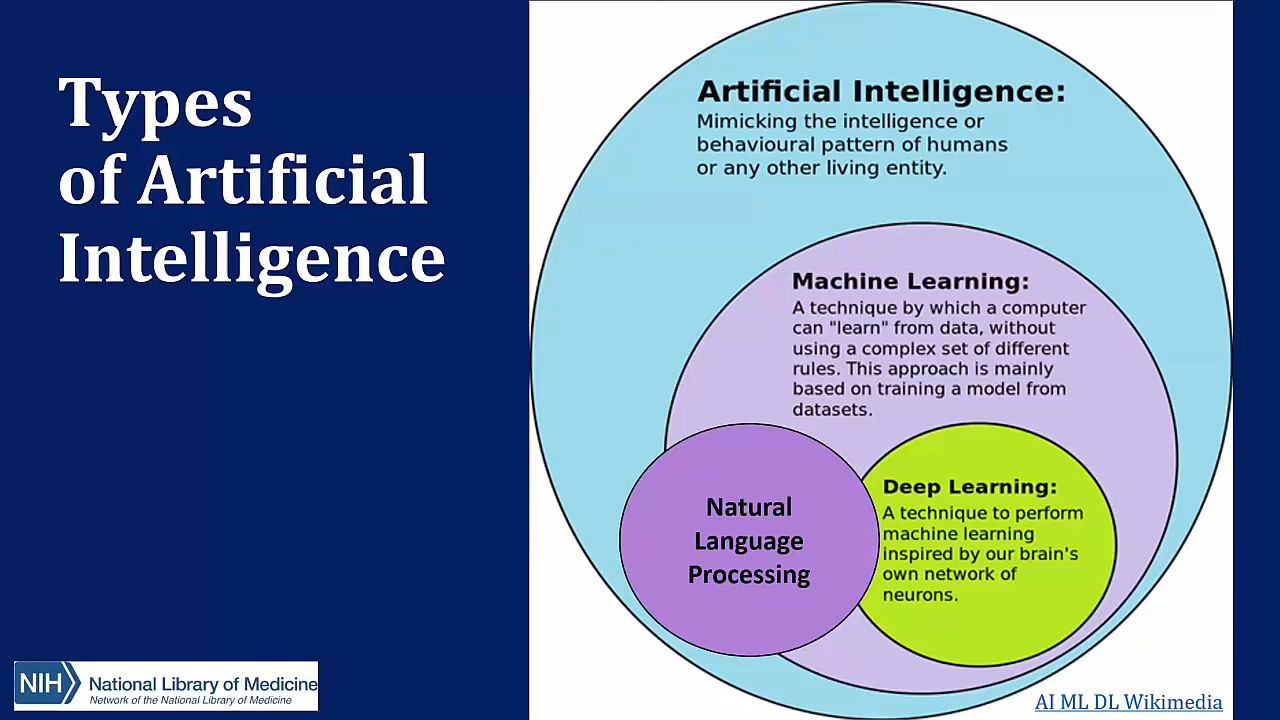 Types
of Artificial
Intelligence
Artificial Intelligence:
Mimicking the intelligence or
behavioural pattern of humans
or any other living entity.
Machine Learning:
A technique by which a computer
can "learn" from data, without
using a complex set of different
rules. This approach is mainly
based on training a model from
datasets.
Natural
Language
Processing
Deep Learning:
A technique to perform
machine learning
inspired by our brain's
own network of
neurons.
NIH National Library of Medicine
Network of the National Library of Medicine
AI ML DL Wikimedia